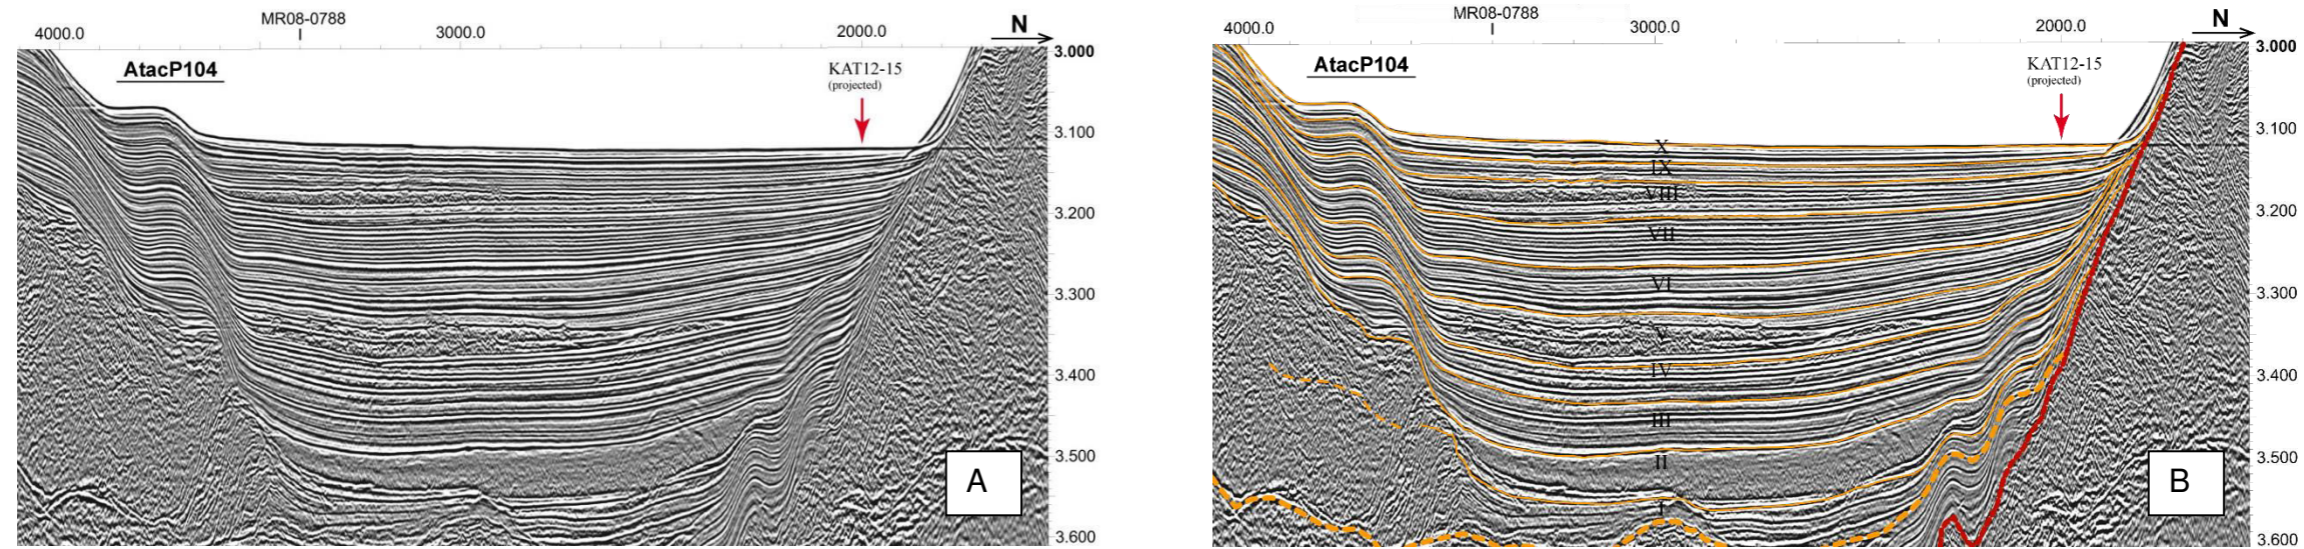 MR08-0788
4000.0 3000.0 2000.0 N
3.000
AtacP104
KAT12-15
(projected)
3.100
3.200
3.300
3.400
3.500
3.600
A
MR08-0788
4000.0 3000.0 2000.0 N
3.000
AtacP104
KAT12-15
(projected)
3.100
X
IX
VIII
3.200
VII
VI
3.300
V
IV
3.400
III
3.500
II
I
3.600
B